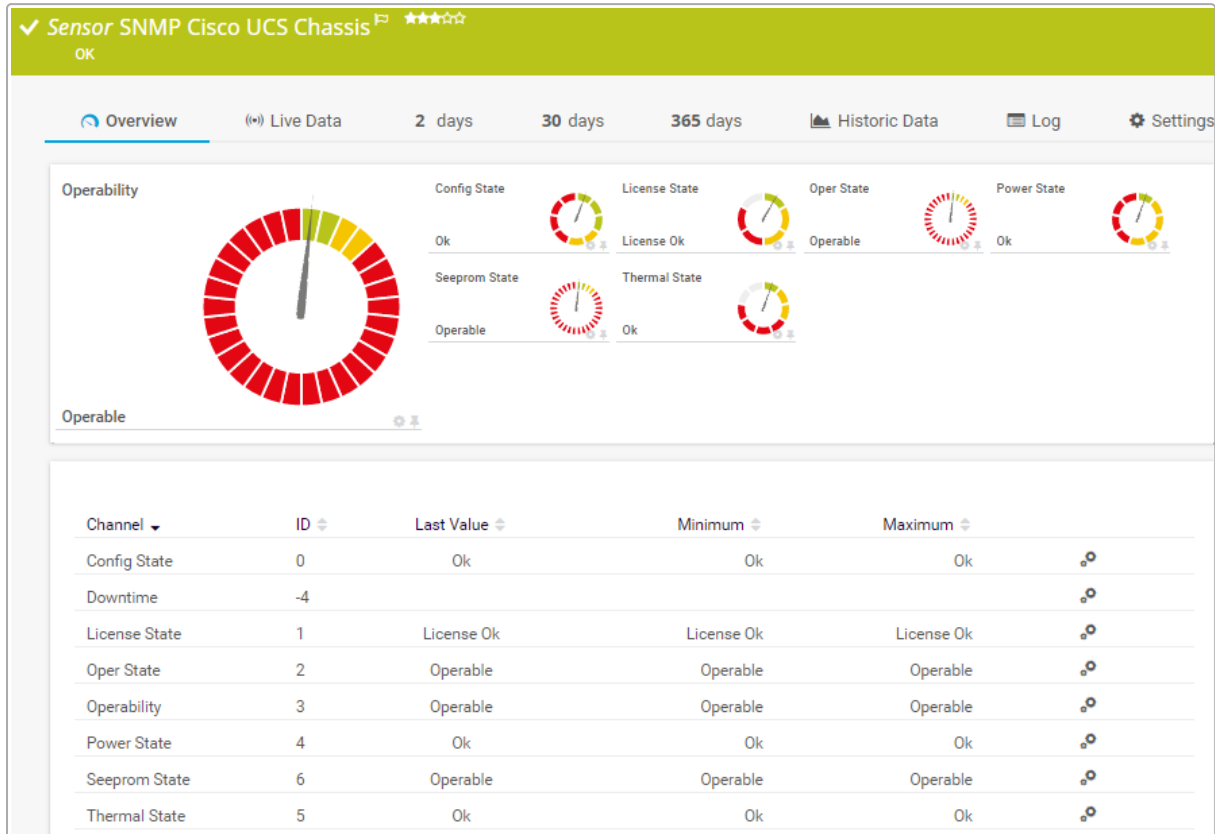 Sensor SNMP Cisco UCS Chassis
OK
Overview Live Data 2 days 30 days 365 days Historic Data Log Settings
Operability
Operable
Config State
Ok
License State
License Ok
Oper State
Operable
Power State
Ok
Seeprom State
Operable
Thermal State
Ok
Channel ID Last Value Minimum Maximum
Config State 0 Ok Ok Ok
Downtime -4
License State 1 License Ok License Ok License Ok
Oper State 2 Operable Operable Operable
Operability 3 Operable Operable Operable
Power State 4 Ok Ok Ok
Seeprom State 6 Operable Operable Operable
Thermal State 5 Ok Ok Ok